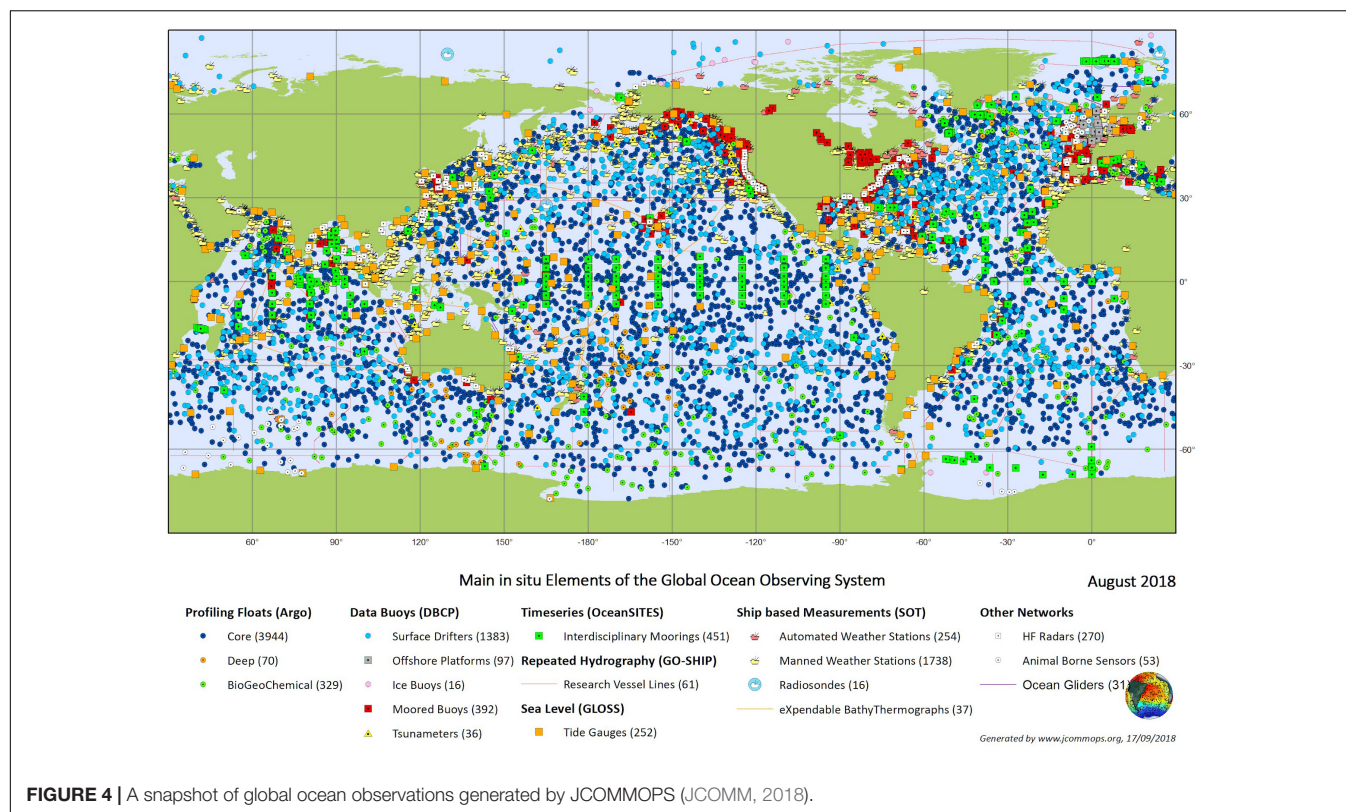 60°
30°
0°
-30°
-60°
60°
90°
120°
150°
-180°
-150°
-120°
-90°
-60°
-30°
0°
Main in situ Elements of the Global Ocean Observing System
August 2018
Profiling Floats (Argo)
Core (3944)
Deep (70)
BioGeoChemical (329)
Data Buoys (DBCP)
Surface Drifters (1383)
Offshore Platforms (97)
Ice Buoys (16)
Moored Buoys (392)
Tsunameters (36)
Timeseries (OceanSITES)
Interdisciplinary Moorings (451)
Repeated Hydrography (GO-SHIP)
Research Vessel Lines (61)
Sea Level (GLOSS)
Tide Gauges (252)
Ship based Measurements (SOT)
Automated Weather Stations (254)
Manned Weather Stations (1738)
Radiosondes (16)
eXpendable BathyThermographs (37)
Other Networks
HF Radars (270)
Animal Borne Sensors (53)
Ocean Gliders (31)
Generated by www.jcommops.org, 17/09/2018
FIGURE 4 | A snapshot of global ocean observations generated by JCOMMOPS (JCOMM, 2018).